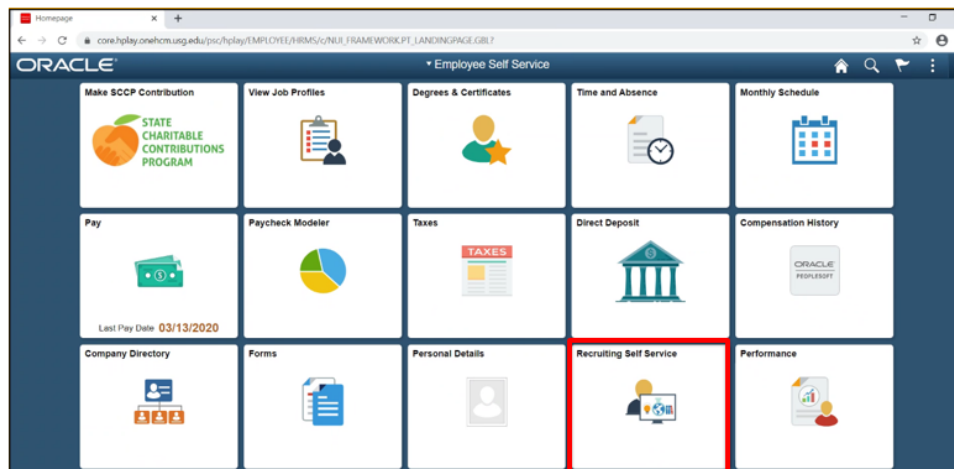 Homepage
core.hplay.onehcm.usg.edu/psc/hplay/EMPLOYEE/HRMS/c/NUI_FRAMEWORK.PT_LANDINGPAGE.GBL?
ORACLE
Employee Self Service
Make SCCP Contribution
STATE
CHARITABLE
CONTRIBUTIONS
PROGRAM
View Job Profiles
Degrees & Certificates
Time and Absence
Monthly Schedule
Pay
Last Pay Date 03/13/2020
Paycheck Modeler
Taxes
TAXES
Direct Deposit
Compensation History
ORACLE
PEOPLESOFT
Company Directory
Forms
Personal Details
Recruiting Self Service
Performance